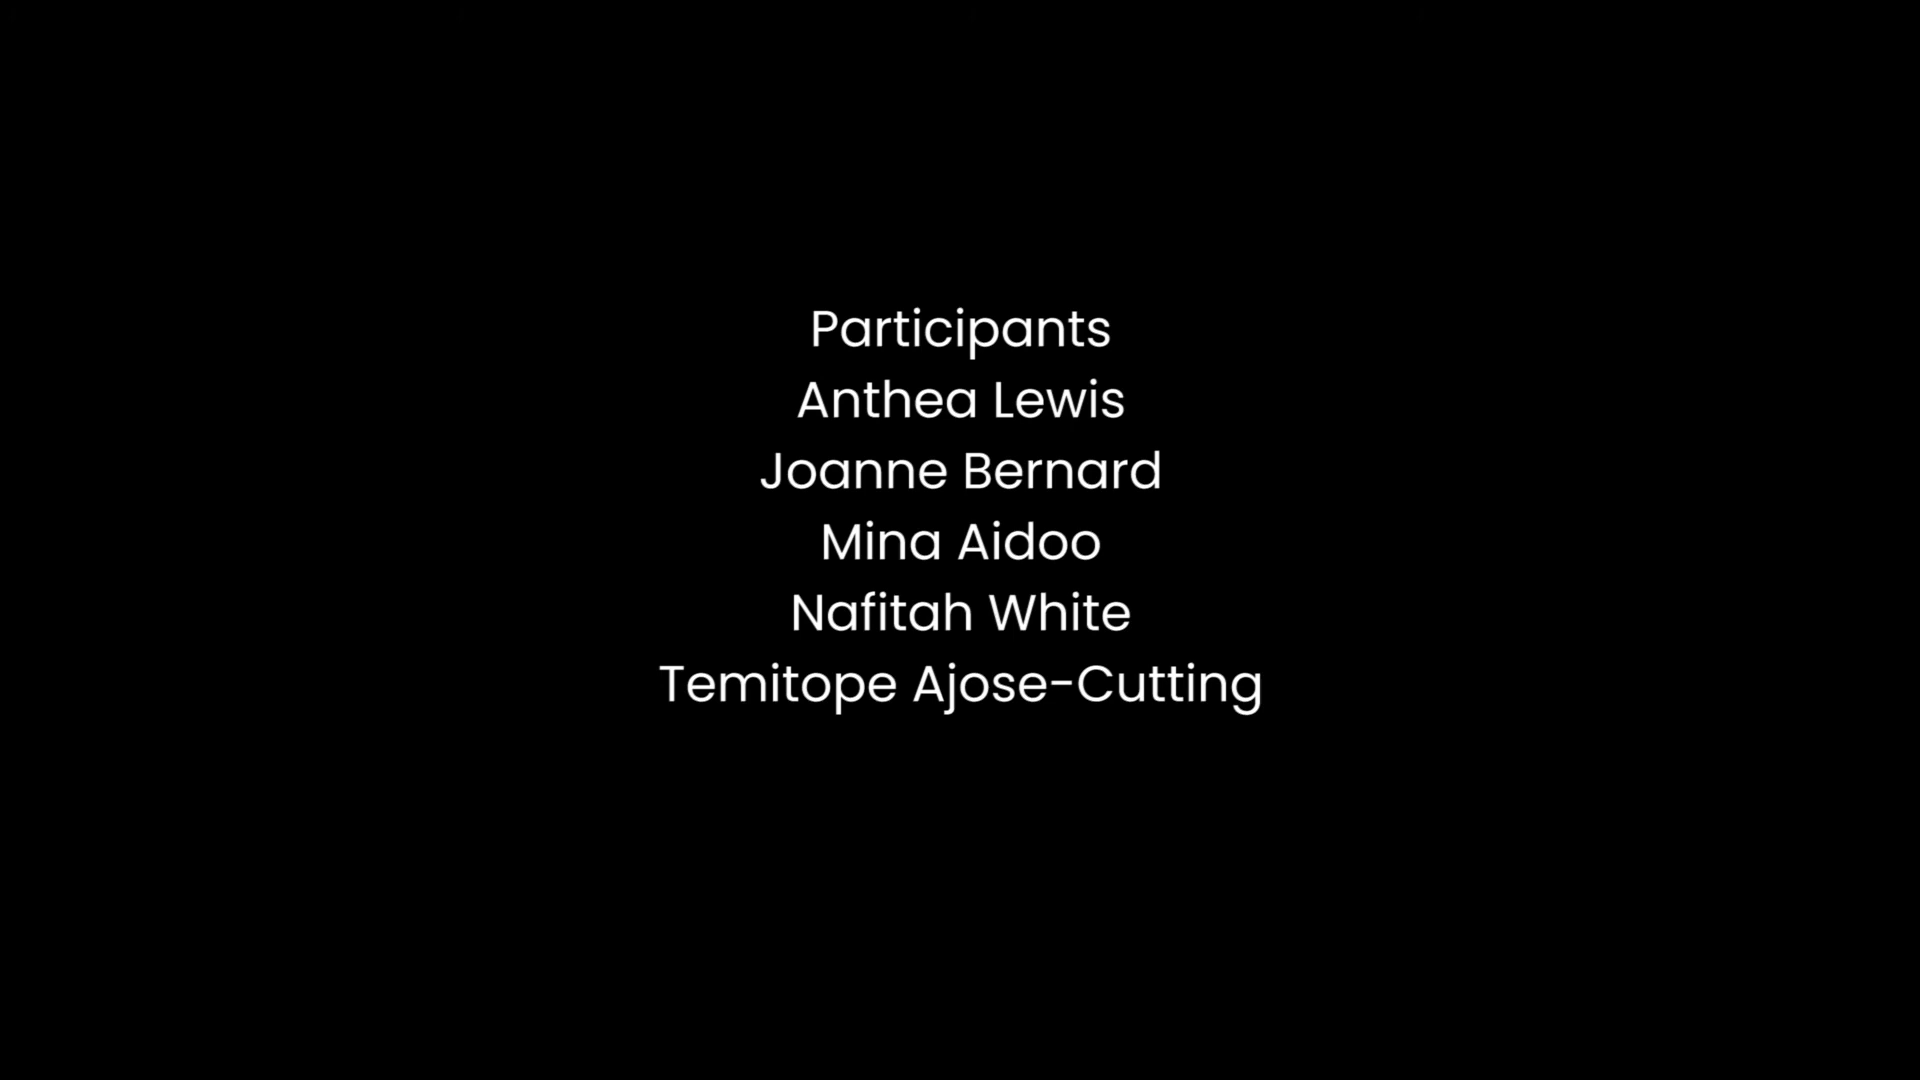 Participants
Anthea Lewis
Joanne Bernard
Mina Aidoo
Nafitah White
Temitope Ajose-Cutting